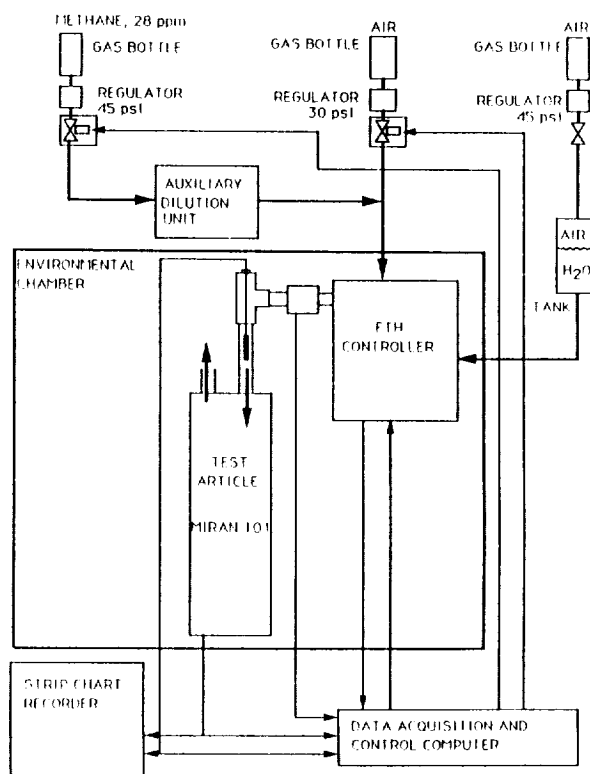 METHANE, 28 ppm
GAS BOTTLE
REGULATOR
45 psi
AIR
GAS BOTTLE
REGULATOR
30 psi
AIR
GAS BOTTLE
REGULATOR
45 psi
AUXILIARY
DILUTION
UNIT
AIR
H2O
TANK
ENVIRONMENTAL
CHAMBER
FTH
CONTROLLER
TEST
ARTICLE
MIRAN 101
STRIP CHART
RECORDER
DATA ACQUISITION AND
CONTROL COMPUTER